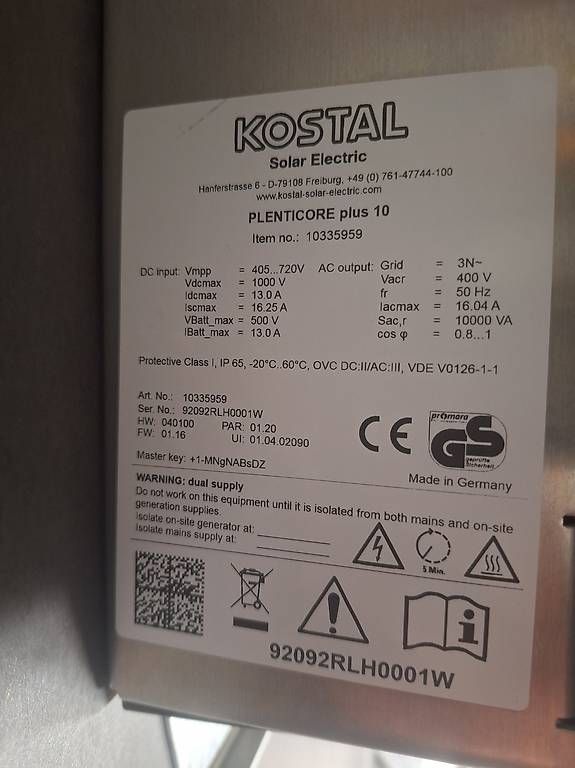 KOSTAL
Solar Electric
Hanferstrasse 6 - D-79108 Freiburg, +49 (0) 761-47744-100
www.kostal-solar-electric.com
PLENTICORE plus 10
Item no.: 10335959
DC input: Vmpp = 405...720V AC output: Grid = 3N~
Vdcmax = 1000 V Vacr = 400 V
Idcmax = 13.0 A fr = 50 Hz
Iscmax = 16.25 A Iacmax = 16.04 A
VBatt_max = 500 V Sac,r = 10000 VA
IBatt_max = 13.0 A cos φ = 0.8...1
Protective Class I, IP 65, -20°C..60°C, OVC DC:II/AC:III, VDE V0126-1-1
Art. No.: 10335959
Ser. No.: 92092RLH0001W
HW: 040100 PAR: 01.20
FW: 01.16 UI: 01.04.02090
Master key: +1-MNgNABsDZ
CE
GS
geprüfte
Sicherheit
Made in Germany
WARNING: dual supply
Do not work on this equipment until it is isolated from both mains and on-site
generation supplies.
Isolate on-site generator at:
Isolate mains supply at:
5 Min.
92092RLH0001W